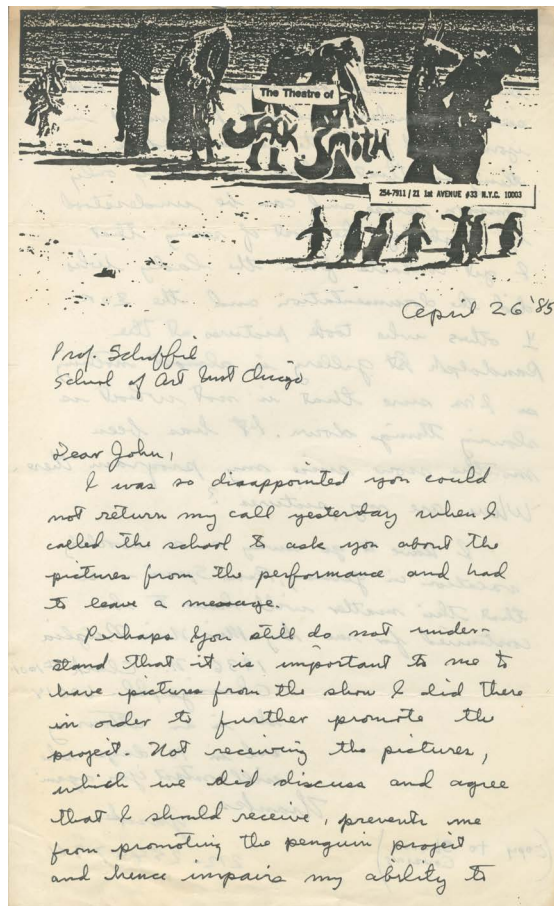 The Theatre of
JACK SMITH
254-7911 / 21 1st AVENUE #33 N.Y.C. 10003
April 26 '85
Prof. Schiffil
School of Art Inst Chicago
Dear John,
I was so disappointed you could
not return my call yesterday when I
called the school to ask you about the
pictures from the performance and had
to leave a message.
Perhaps you still do not under-
stand that it is important to me to
have pictures from the show I did there
in order to further promote the
project. Not receiving the pictures,
which we did discuss and agree
that I should receive, prevents me
from promoting the penguin project
and hence impairs my ability to